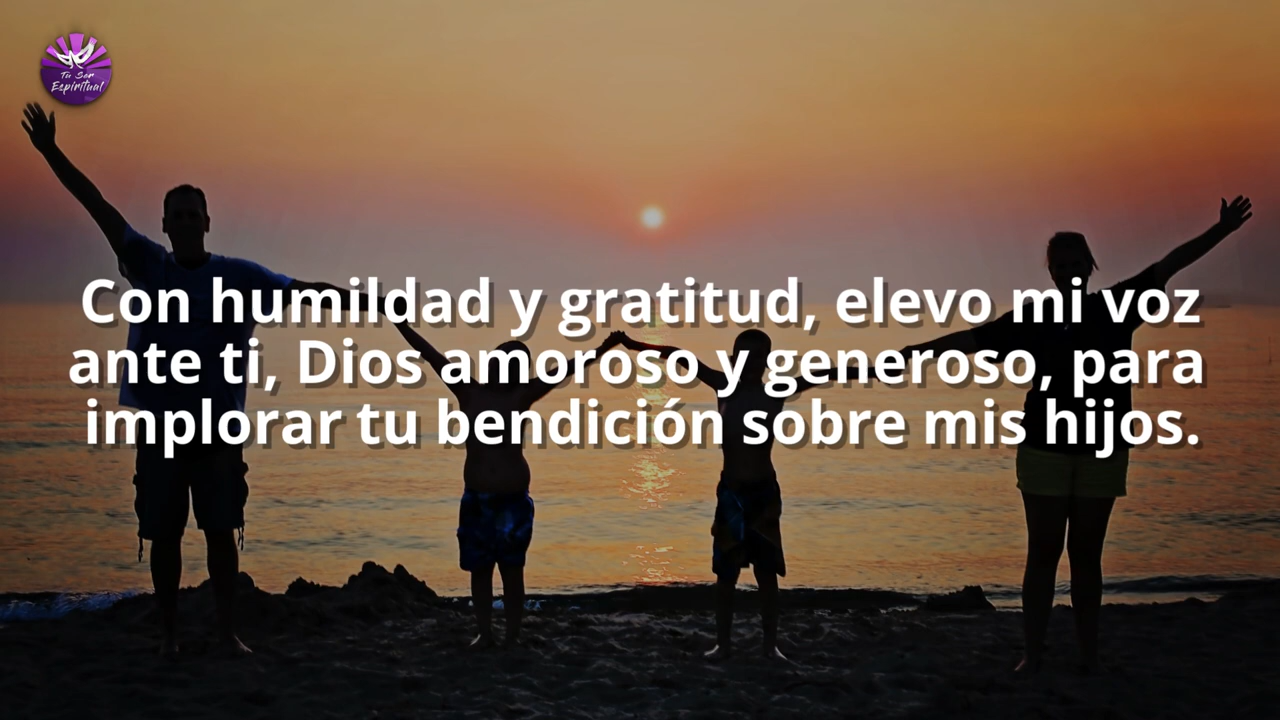 Tu Ser
Espiritual
Con humildad y gratitud, elevo mi voz
ante ti, Dios amoroso y generoso, para
implorar tu bendición sobre mis hijos.